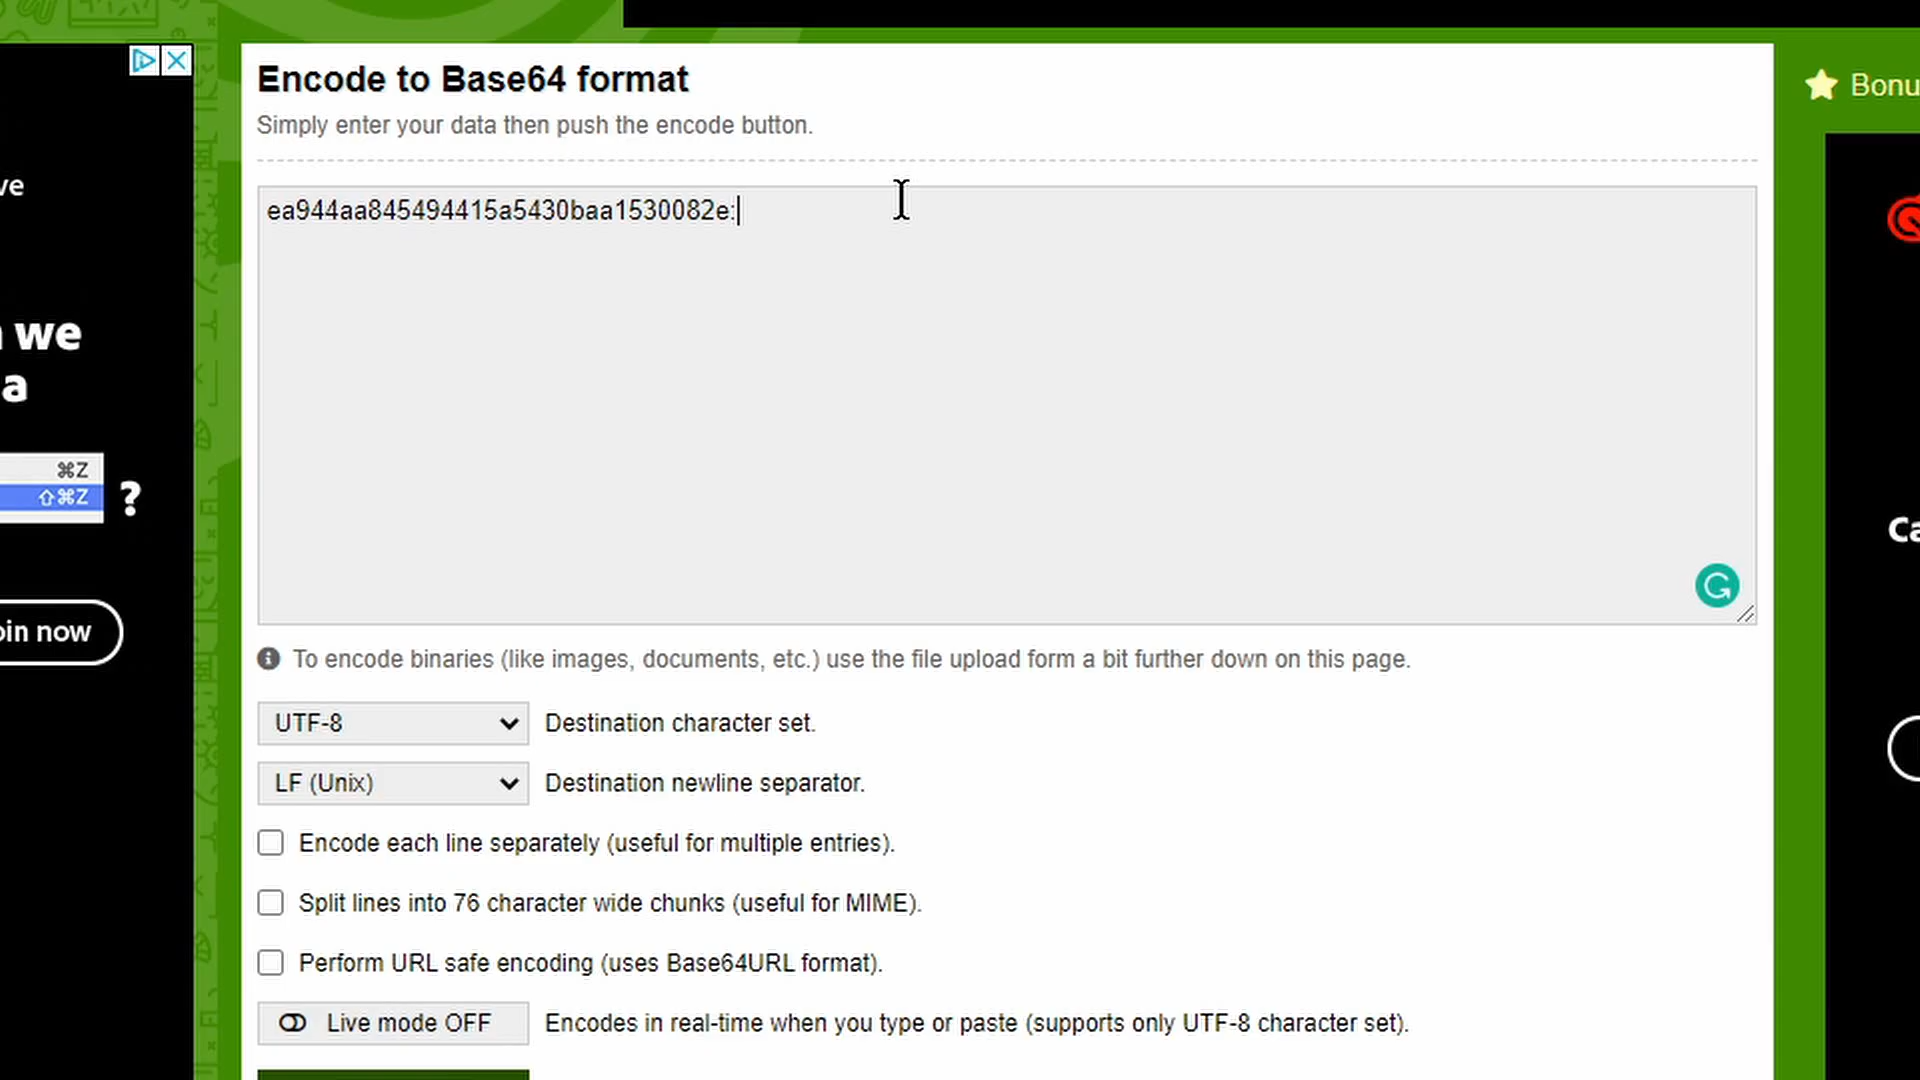 Encode to Base64 format
Simply enter your data then push the encode button.
Bonu
ve
ea944aa845494415a5430baa1530082e:
we
a
⌘Z
⇧⌘Z
?
Ca
oin now
To encode binaries (like images, documents, etc.) use the file upload form a bit further down on this page.
UTF-8 Destination character set.
LF (Unix) Destination newline separator.
Encode each line separately (useful for multiple entries).
Split lines into 76 character wide chunks (useful for MIME).
Perform URL safe encoding (uses Base64URL format).
Live mode OFF Encodes in real-time when you type or paste (supports only UTF-8 character set).